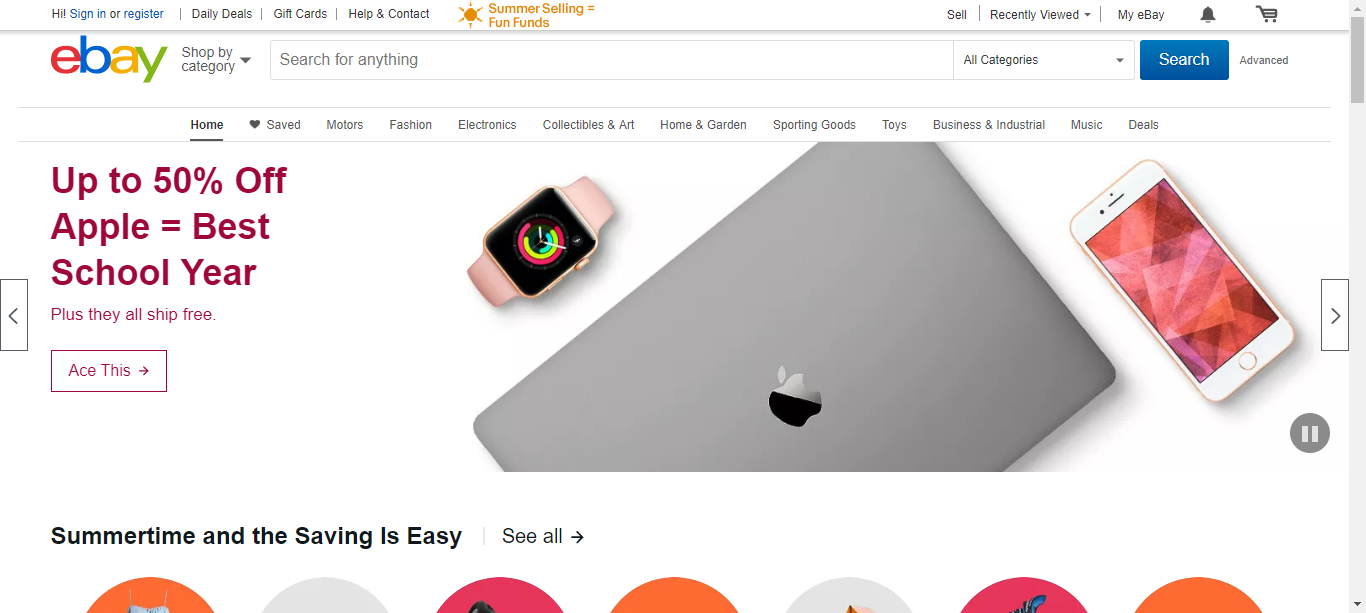 Hi! Sign in or register
Daily Deals
Gift Cards
Help & Contact
Summer Selling =
Fun Funds
Sell
Recently Viewed
My eBay
ebay
Shop by
category
Search for anything
All Categories
Search
Advanced
Home
Saved
Motors
Fashion
Electronics
Collectibles & Art
Home & Garden
Sporting Goods
Toys
Business & Industrial
Music
Deals
Up to 50% Off
Apple = Best
School Year
Plus they all ship free.
Ace This →
Summertime and the Saving Is Easy
See all →